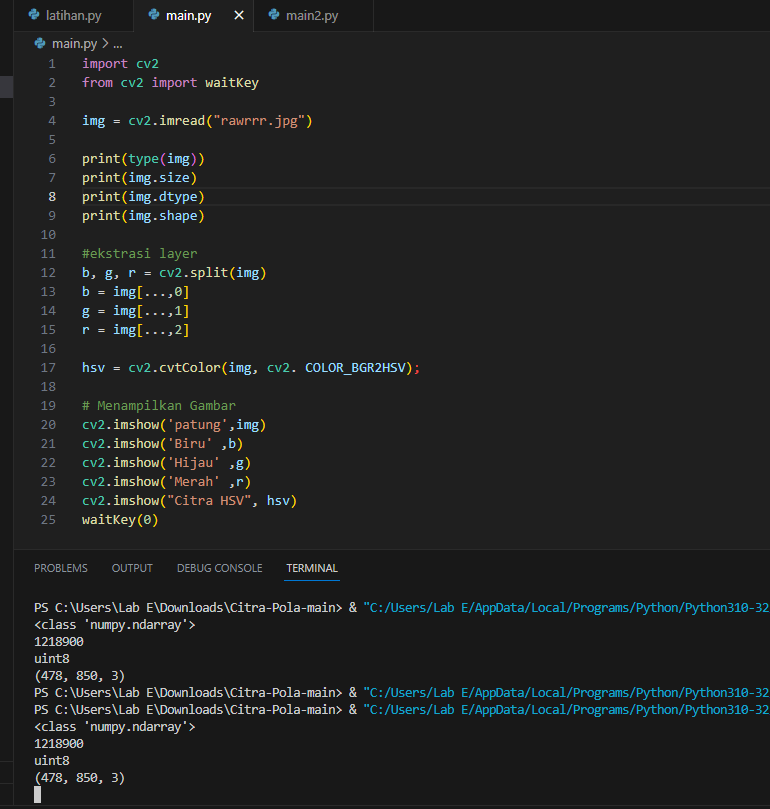 latihan.py main.py × main2.py
main.py > ...
1 import cv2
2 from cv2 import waitKey
3
4 img = cv2.imread("rawrrr.jpg")
5
6 print(type(img))
7 print(img.size)
8 print(img.dtype)
9 print(img.shape)
10
11 #ekstrasi layer
12 b, g, r = cv2.split(img)
13 b = img[...,0]
14 g = img[...,1]
15 r = img[...,2]
16
17 hsv = cv2.cvtColor(img, cv2. COLOR_BGR2HSV);
18
19 # Menampilkan Gambar
20 cv2.imshow('patung',img)
21 cv2.imshow('Biru' ,b)
22 cv2.imshow('Hijau' ,g)
23 cv2.imshow('Merah' ,r)
24 cv2.imshow("Citra HSV", hsv)
25 waitKey(0)
PROBLEMS OUTPUT DEBUG CONSOLE TERMINAL
PS C:\Users\Lab E\Downloads\Citra-Pola-main> & "C:/Users/Lab E/AppData/Local/Programs/Python/Python310-32
<class 'numpy.ndarray'>
1218900
uint8
(478, 850, 3)
PS C:\Users\Lab E\Downloads\Citra-Pola-main> & "C:/Users/Lab E/AppData/Local/Programs/Python/Python310-32
PS C:\Users\Lab E\Downloads\Citra-Pola-main> & "C:/Users/Lab E/AppData/Local/Programs/Python/Python310-32
<class 'numpy.ndarray'>
1218900
uint8
(478, 850, 3)